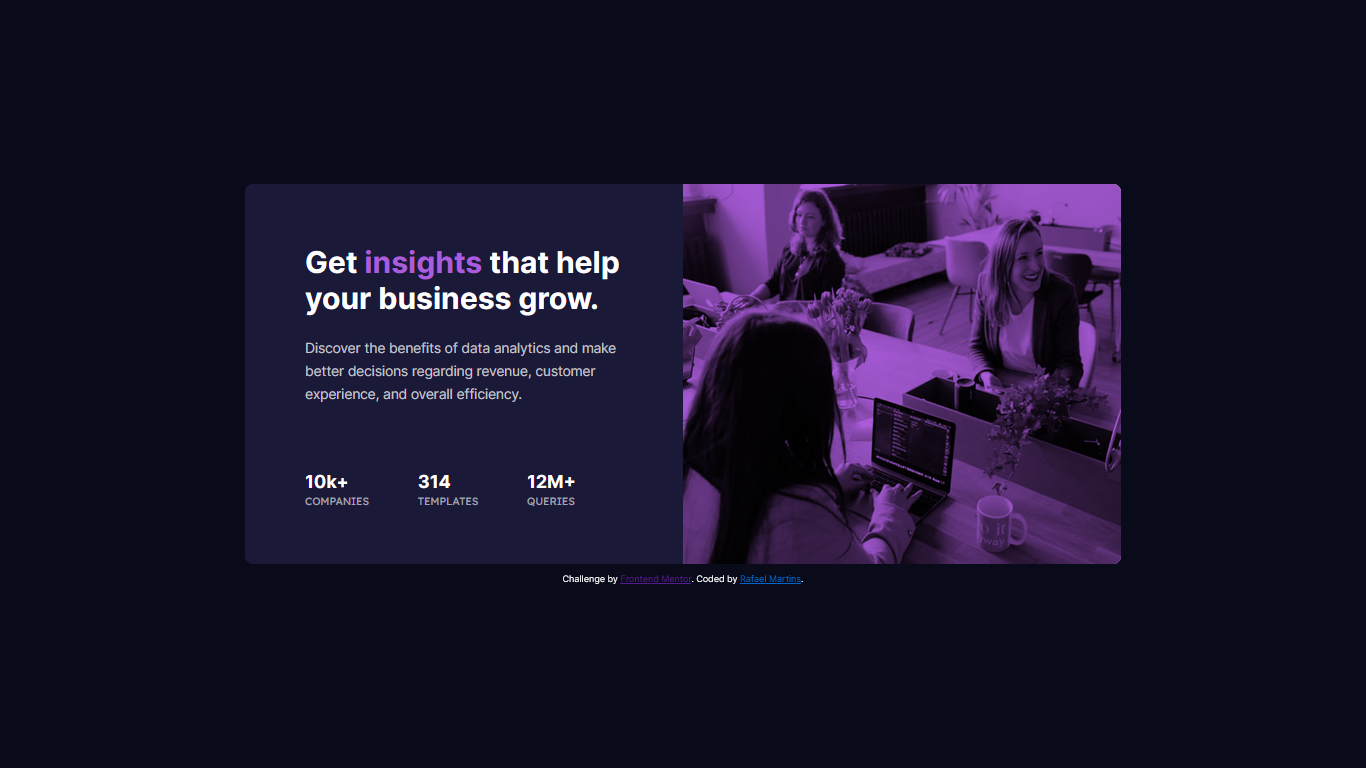 Get insights that help
your business grow.
Discover the benefits of data analytics and make
better decisions regarding revenue, customer
experience, and overall efficiency.
10k+ 314 12M+
COMPANIES TEMPLATES QUERIES
Challenge by Frontend Mentor. Coded by Rafael Martins.